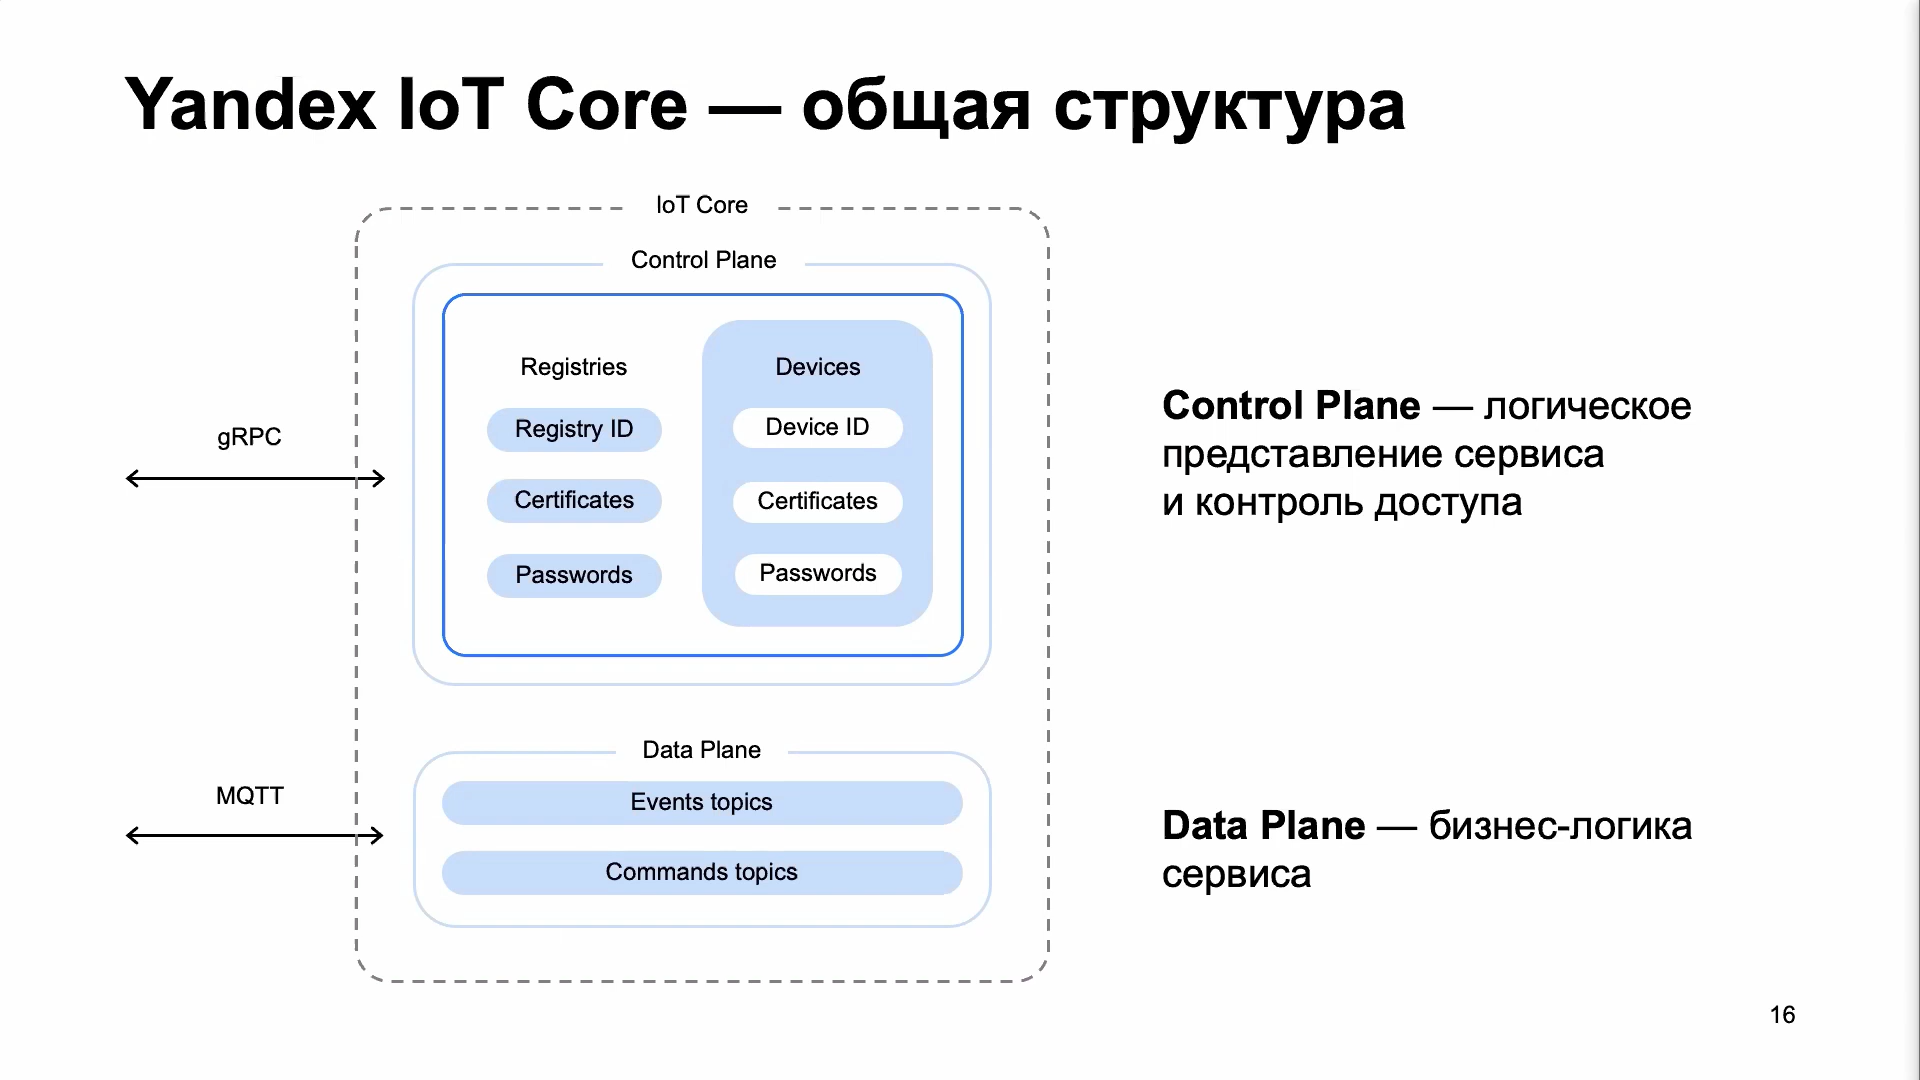 Yandex IoT Core — общая структура
IoT Core
Control Plane
Registries
Registry ID
Certificates
Passwords
Devices
Device ID
Certificates
Passwords
gRPC
Control Plane — логическое
представление сервиса
и контроль доступа
Data Plane
Events topics
Commands topics
MQTT
Data Plane — бизнес-логика
сервиса
16